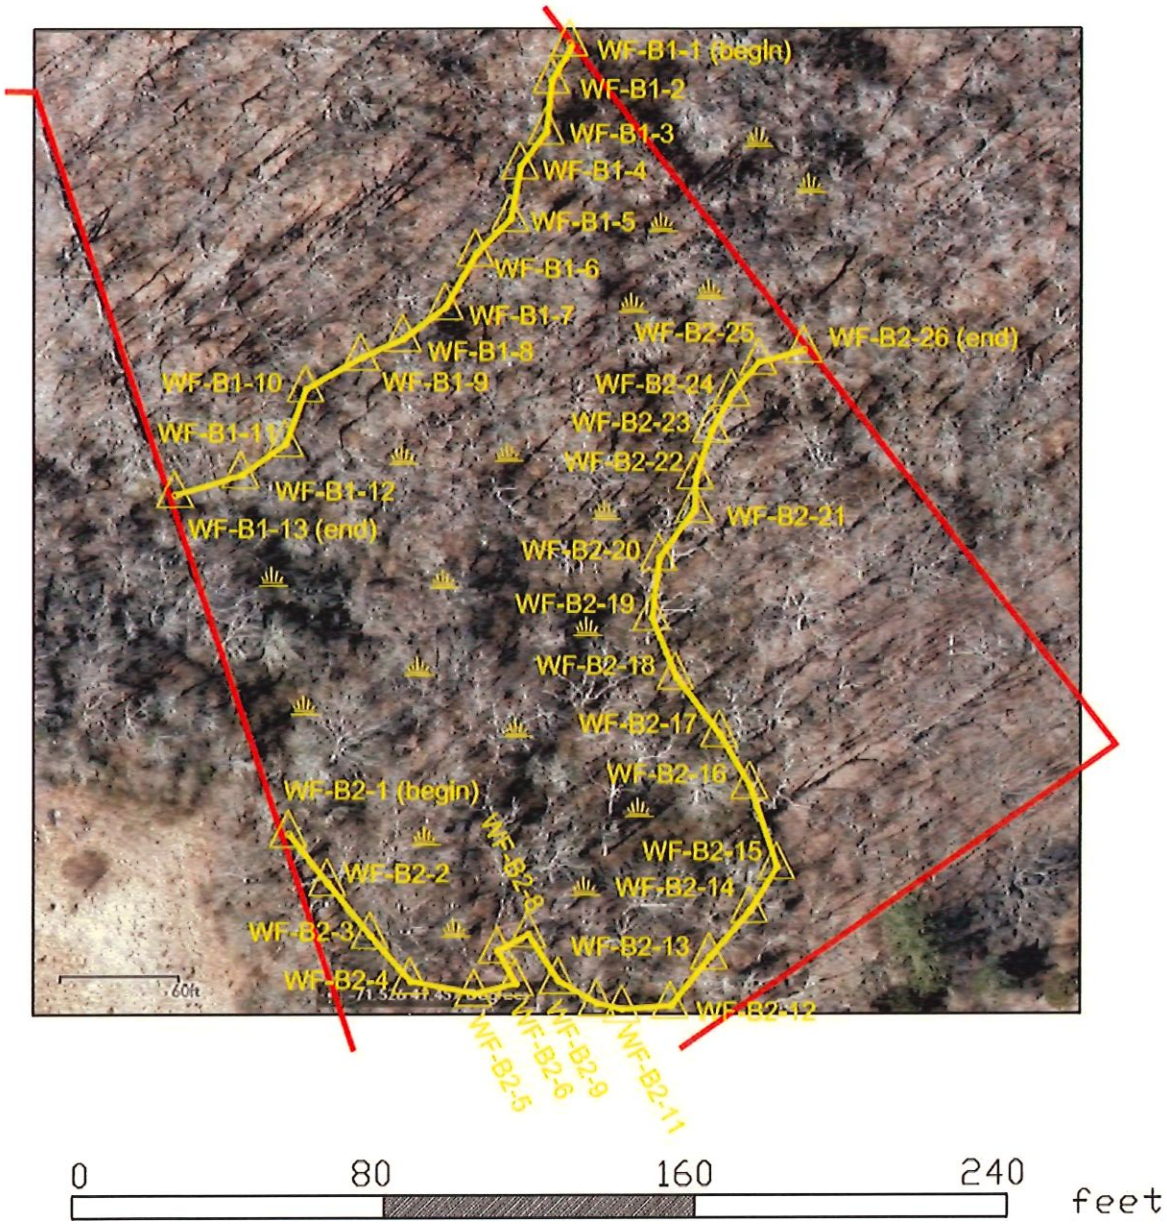 WF-B1-1 (begin)
WF-B1-2
WF-B1-3
WF-B1-4
WF-B1-5
WF-B1-6
WF-B1-7
WF-B2-25
WF-B2-26 (end)
WF-B1-8
WF-B1-10
WF-B1-9
WF-B2-24
WF-B2-23
WF-B1-11
WF-B2-22
WF-B1-12
WF-B2-21
WF-B1-13 (end)
WF-B2-20
WF-B2-19
WF-B2-18
WF-B2-17
WF-B2-16
WF-B2-1 (begin)
WF-B2-8
WF-B2-15
WF-B2-2
WF-B2-14
WF-B2-3
WF-B2-13
WF-B2-4
60ft
WF-B2-12
WF-B2-5
WF-B2-6
WF-B2-9
WF-B2-11
0 80 160 240 feet